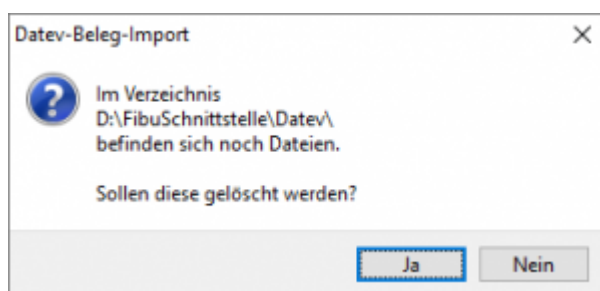 Datev-Beleg-Import
Im Verzeichnis
D:\FibuSchnittstelle\Datev\
befinden sich noch Dateien.
Sollen diese gelöscht werden?
Ja
Nein